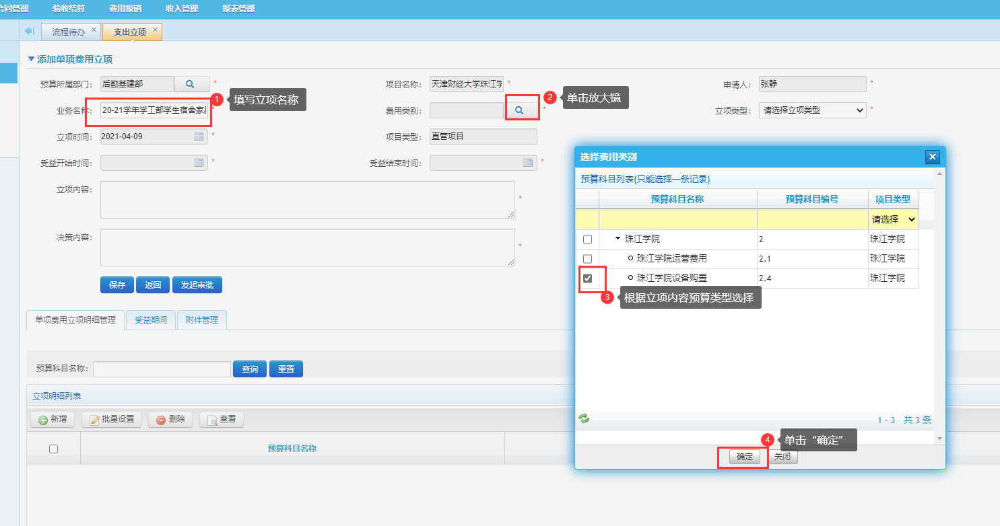 合同管理 验收结算 费用报销 收入管理 报表管理
流程待办 支出立项
添加单项费用立项
预算所属部门: 后勤基建部 * 项目名称: 天津财经大学珠江学 * 申请人: 张静 *
1 填写立项名称 2 单击放大镜
业务名称: 20-21学年学工部学生宿舍家具 * 费用类别: * 立项类型: 请选择立项类型 *
立项时间: 2021-04-09 * 项目类型: 直管项目
受益开始时间: * 受益结束时间: *
立项内容: *
决策内容: *
保存 返回 发起审批
单项费用立项明细管理 受益期间 附件管理
预算科目名称: 查询 重置
立项明细列表
新增 批量设置 删除 查看
预算科目名称
选择费用类别
预算科目列表(只能选择一条记录)
预算科目名称 预算科目编号 项目类型
请选择
珠江学院 2 珠江学院
珠江学院运营费用 2.1 珠江学院
珠江学院设备购置 2.4 珠江学院
3 根据立项内容预算类型选择
1 - 3 共 3 条
4 单击“确定”
确定 关闭